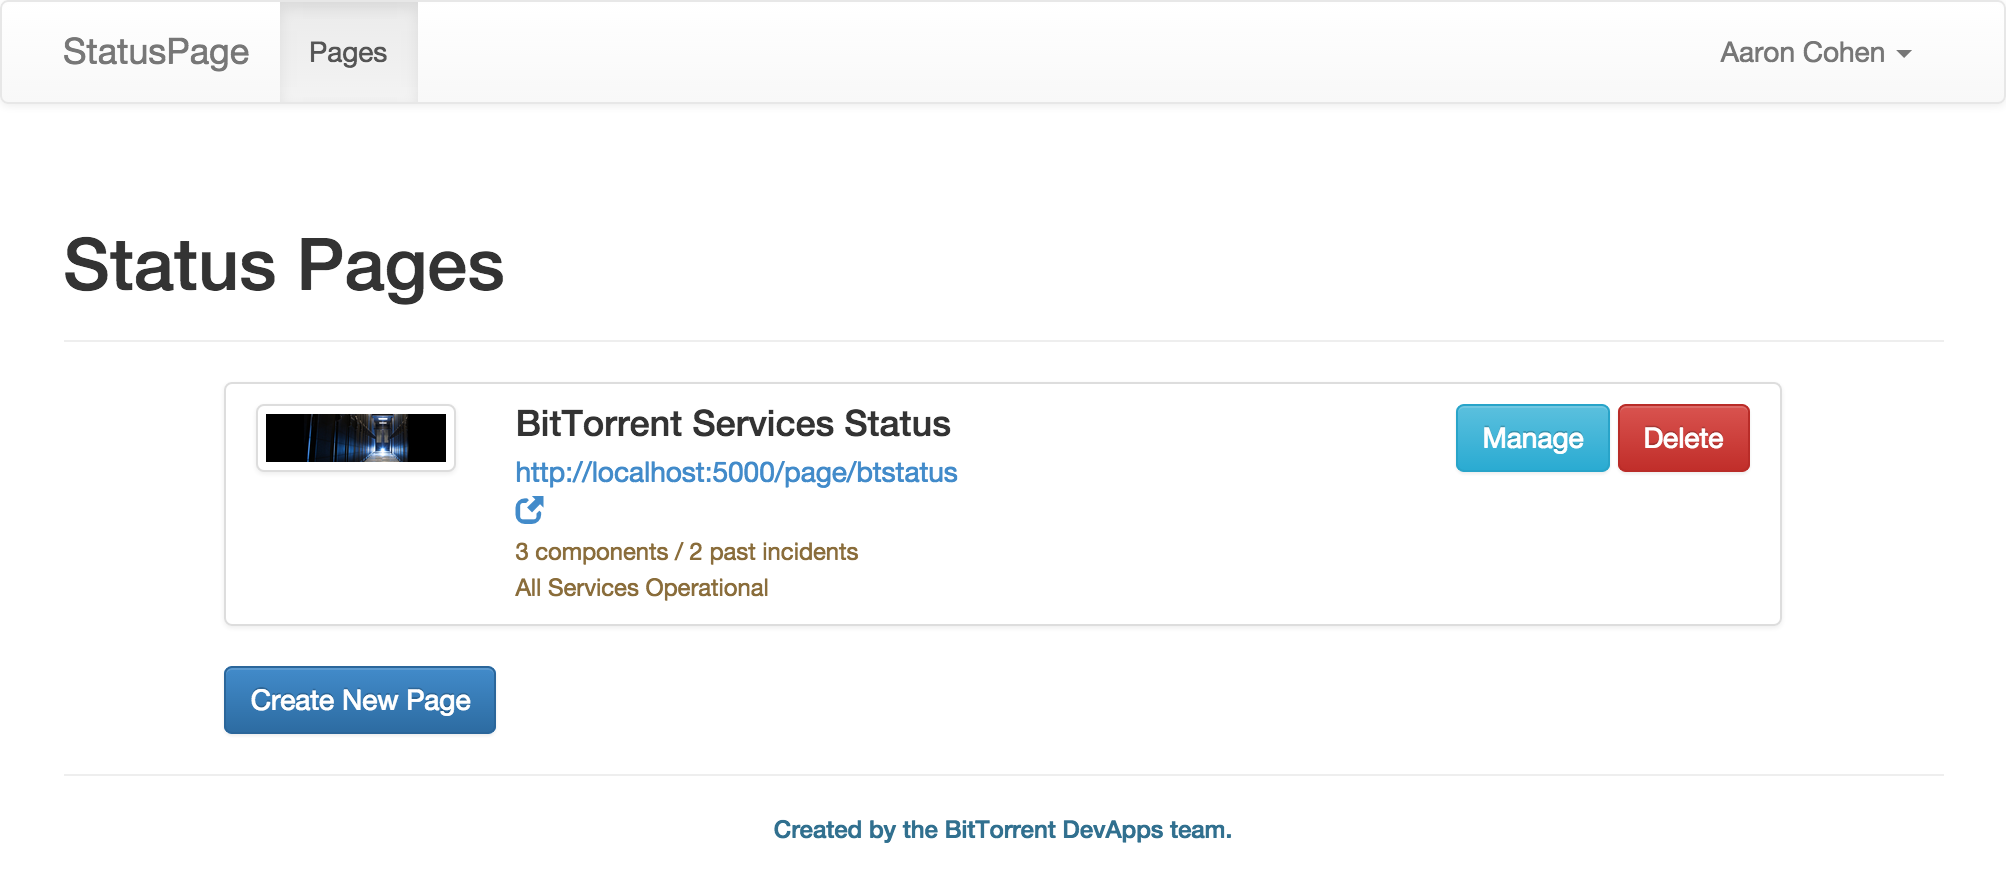 StatusPage Pages Aaron Cohen
Status Pages
BitTorrent Services Status
Manage Delete
http://localhost:5000/page/btstatus
3 components / 2 past incidents
All Services Operational
Create New Page
Created by the BitTorrent DevApps team.